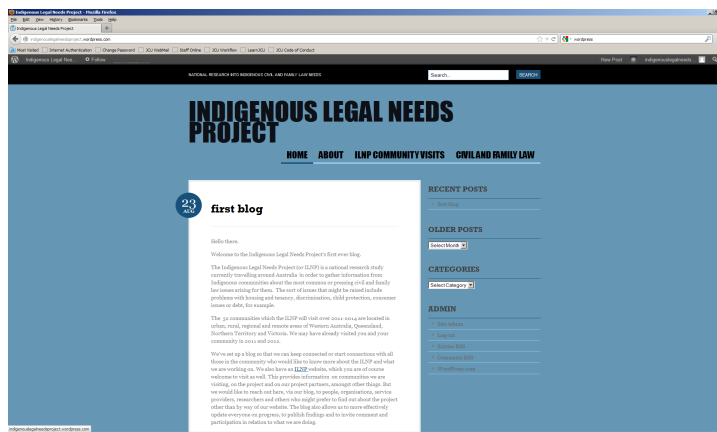 Indigenous Legal Needs Project - Mozilla Firefox
File Edit View History Bookmarks Tools Help
Indigenous Legal Needs Project
indigenouslegalneedsproject.wordpress.com
wordpress
Most Visited Internet Authentication Change Password JCU WebMail Staff Online JCU Workflow LearnJCU JCU Code of Conduct
Indigenous Legal Nee... Follow New Post indigenouslegalneeds
NATIONAL RESEARCH INTO INDIGENOUS CIVIL AND FAMILY LAW NEEDS
Search.. SEARCH
INDIGENOUS LEGAL NEEDS
PROJECT
HOME ABOUT ILNP COMMUNITY VISITS CIVIL AND FAMILY LAW
23
AUG
first blog
Hello there.
Welcome to the Indigenous Legal Needs Project's first ever blog.
The Indigenous Legal Needs Project (or ILNP) is a national research study
currently travelling around Australia in order to gather information from
Indigenous communities about the most common or pressing civil and family
law issues arising for them. The sort of issues that might be raised include
problems with housing and tenancy, discrimination, child protection, consumer
issues or debt, for example.
The 32 communities which the ILNP will visit over 2011-2014 are located in
urban, rural, regional and remote areas of Western Australia, Queensland,
Northern Territory and Victoria. We may have already visited you and your
community in 2011 and 2012.
We've set up a blog so that we can keep connected or start connections with all
those in the community who would like to know more about the ILNP and what
we are working on. We also have an ILNP website, which you are of course
welcome to visit as well. This provides information on communities we are
visiting, on the project and on our project partners, amongst other things. But
we would like to reach out here, via our blog, to people, organisations, service
providers, researchers and others who might prefer to find out about the project
other than by way of our website. The blog also allows us to more effectively
update everyone on progress, to publish findings and to invite comment and
participation in relation to what we are doing.
RECENT POSTS
first blog
OLDER POSTS
Select Month
CATEGORIES
Select Category
ADMIN
Site Admin
Log out
Entries RSS
Comments RSS
WordPress.com
indigenouslegalneedsproject.wordpress.com